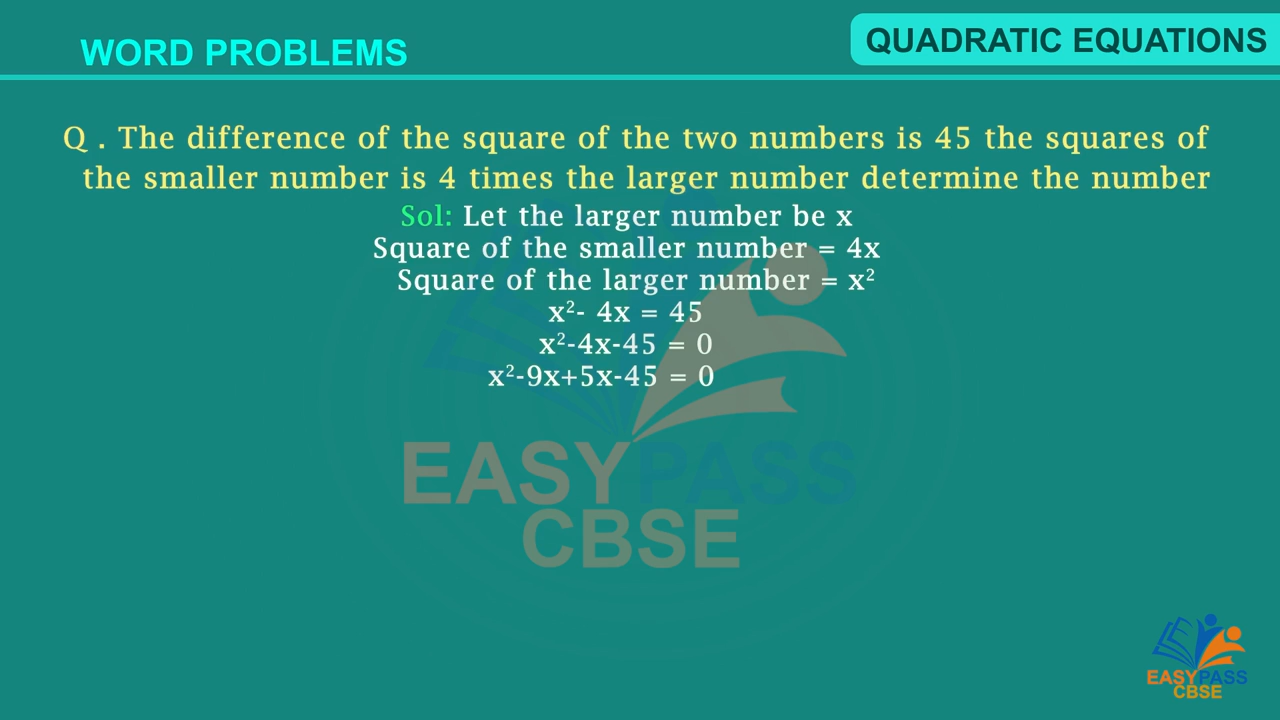 WORD PROBLEMS
QUADRATIC EQUATIONS
Q . The difference of the square of the two numbers is 45 the squares of
the smaller number is 4 times the larger number determine the number
Sol: Let the larger number be x
Square of the smaller number = 4x
Square of the larger number = x²
x²- 4x = 45
x²-4x-45 = 0
x²-9x+5x-45 = 0
EASYPASS
CBSE
EASYPASS
CBSE